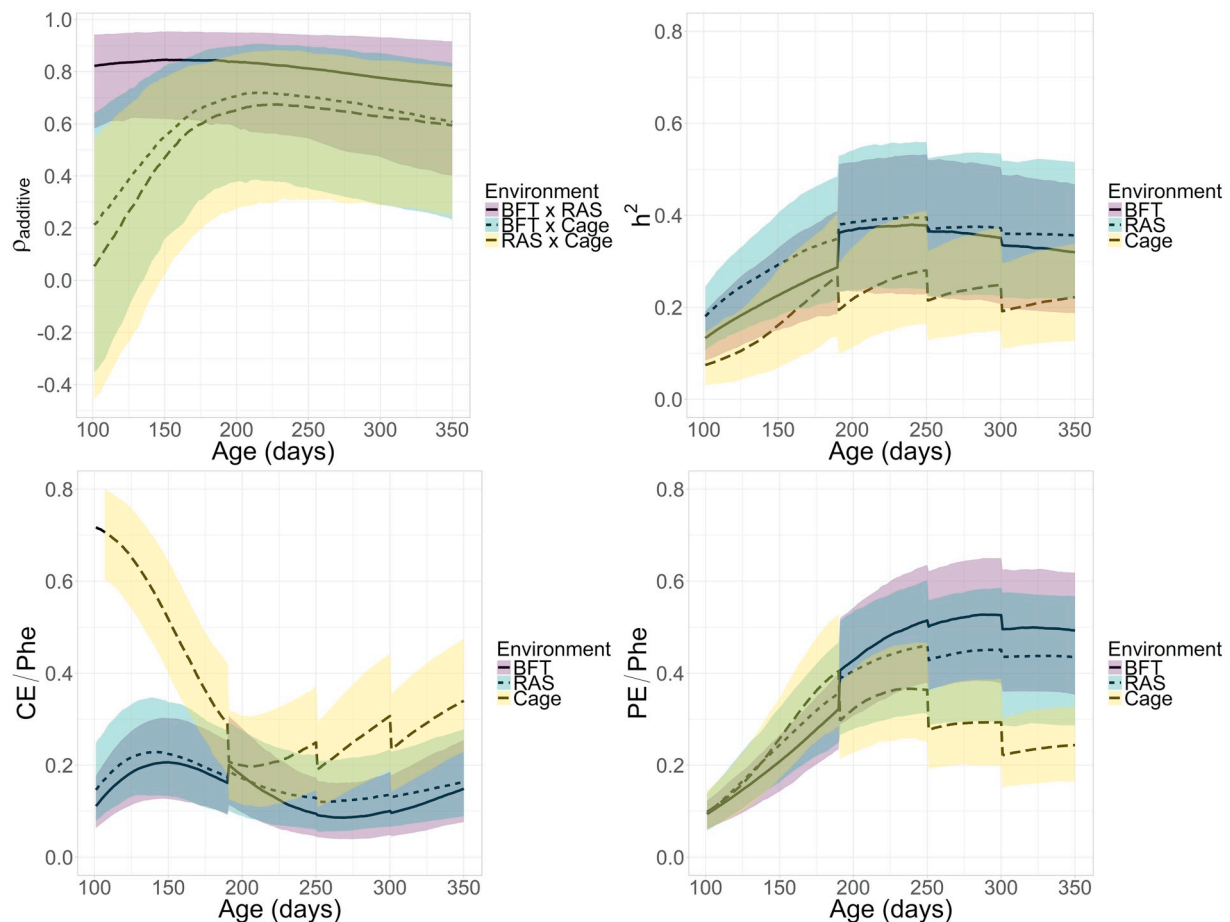 1.0
0.8
0.6
0.4
0.2
0.0
-0.2
-0.4
ρadditive
100 150 200 250 300 350
Age (days)
Environment
BFT x RAS
BFT x Cage
RAS x Cage
0.8
0.6
0.4
0.2
0.0
h²
100 150 200 250 300 350
Age (days)
Environment
BFT
RAS
Cage
0.8
0.6
0.4
0.2
0.0
CE/Phe
100 150 200 250 300 350
Age (days)
Environment
BFT
RAS
Cage
0.8
0.6
0.4
0.2
0.0
PE/Phe
100 150 200 250 300 350
Age (days)
Environment
BFT
RAS
Cage